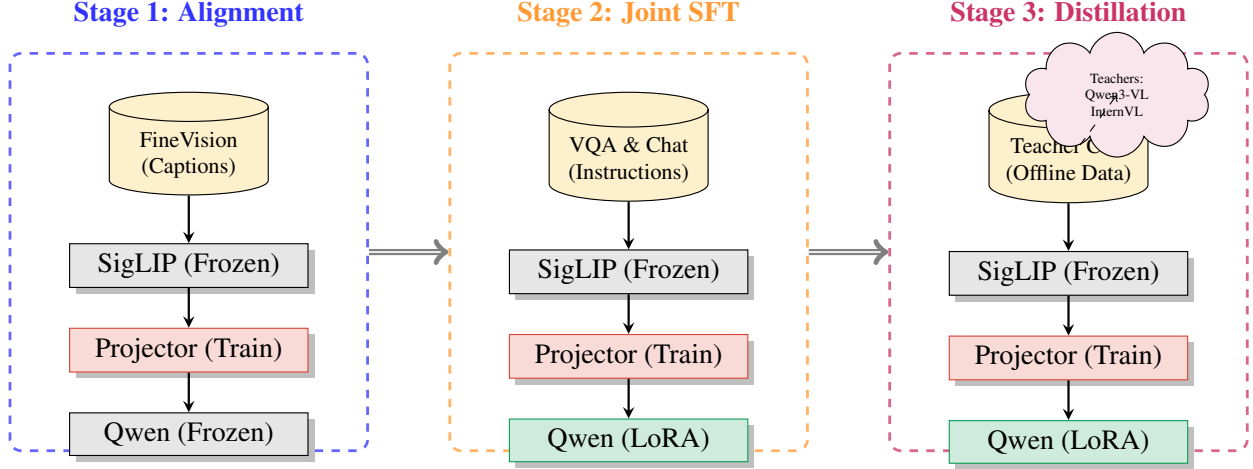 Stage 1: Alignment
FineVision
(Captions)
SigLIP (Frozen)
Projector (Train)
Qwen (Frozen)
Stage 2: Joint SFT
VQA & Chat
(Instructions)
SigLIP (Frozen)
Projector (Train)
Qwen (LoRA)
Stage 3: Distillation
Teachers:
Qwen3-VL
InternVL
Teacher
(Offline Data)
SigLIP (Frozen)
Projector (Train)
Qwen (LoRA)